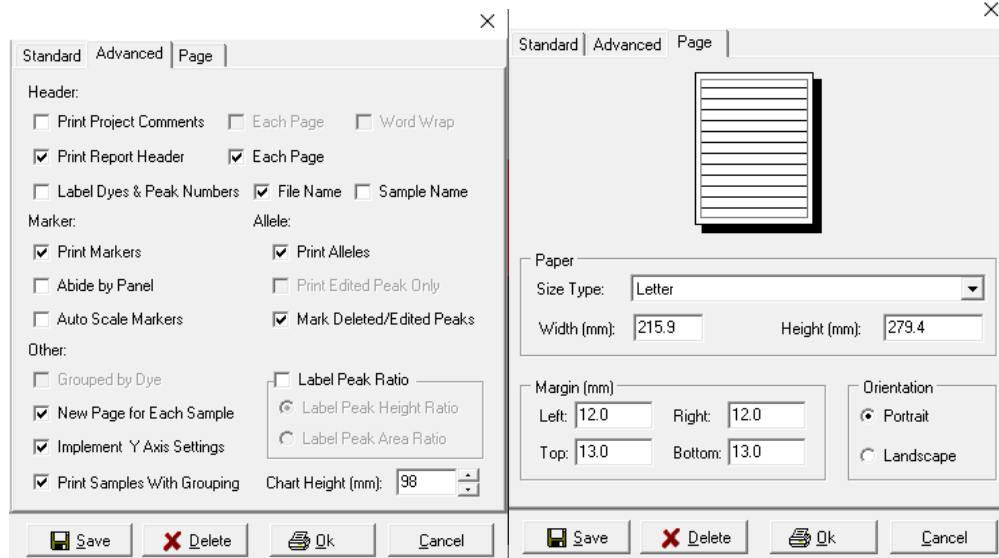 Standard Advanced Page
Header:
Print Project Comments Each Page Word Wrap
Print Report Header Each Page
Label Dyes & Peak Numbers File Name Sample Name
Marker: Allele:
Print Markers Print Alleles
Abide by Panel Print Edited Peak Only
Auto Scale Markers Mark Deleted/Edited Peaks
Other:
Grouped by Dye Label Peak Ratio
New Page for Each Sample Label Peak Height Ratio
Implement Y Axis Settings Label Peak Area Ratio
Print Samples With Grouping Chart Height (mm): 98
Save Delete Ok Cancel
Standard Advanced Page
Paper
Size Type: Letter
Width (mm): 215.9 Height (mm): 279.4
Margin (mm) Orientation
Left: 12.0 Right: 12.0 Portrait
Top: 13.0 Bottom: 13.0 Landscape
Save Delete Ok Cancel